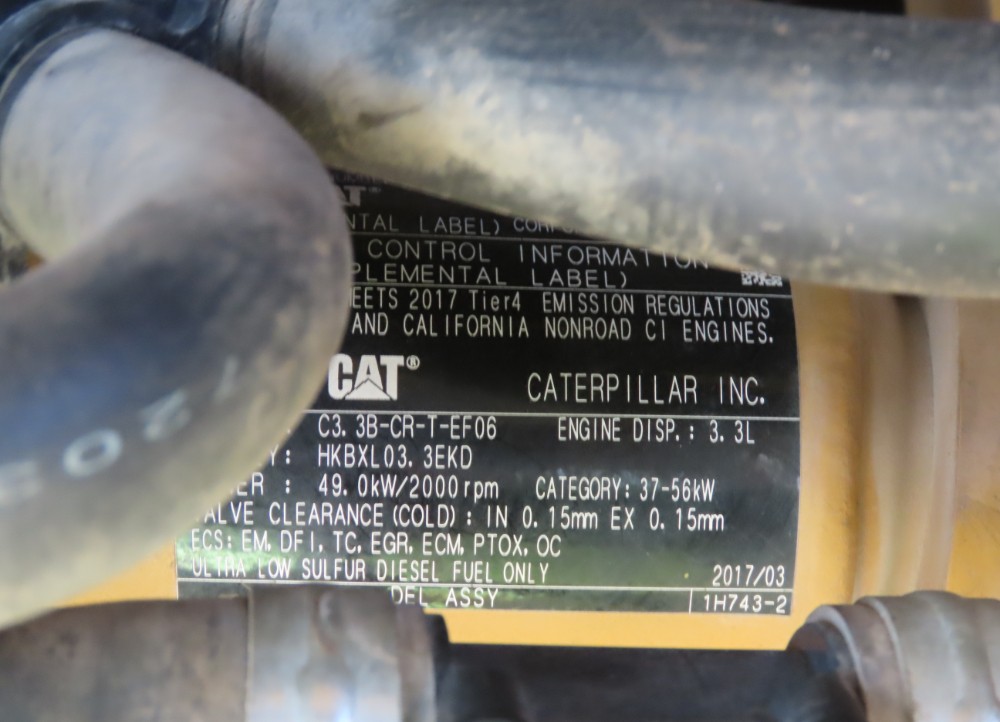 AT
NTAL LABEL)
CONTROL INFORMATION
PLEMENTAL LABEL)
EETS 2017 Tier4 EMISSION REGULATIONS
AND CALIFORNIA NONROAD CI ENGINES.
CAT®
CATERPILLAR INC.
C3.3B-CR-T-EF06 ENGINE DISP.: 3.3L
Y: HKBXL03.3EKD
ER : 49.0kW/2000rpm CATEGORY: 37-56kW
ALVE CLEARANCE(COLD): IN 0.15mm EX 0.15mm
ECS: EM, DFI, TC, EGR, ECM, PTOX, OC
ULTRA LOW SULFUR DIESEL FUEL ONLY 2017/03
DEL ASSY 1H743-2